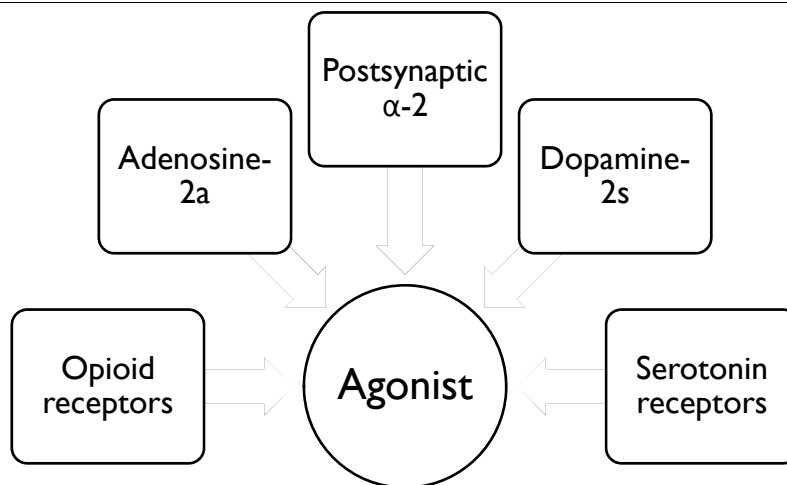 Postsynaptic
α-2
Adenosine-
2a
Dopamine-
2s
Opioid
receptors
Agonist
Serotonin
receptors